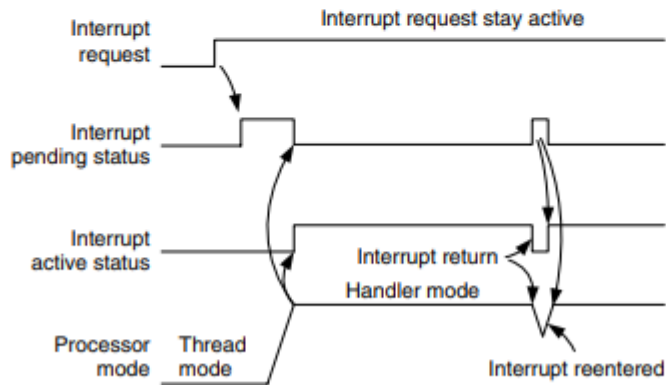 Interrupt request stay active
Interrupt
request
Interrupt
pending status
Interrupt
active status
Interrupt return
Handler mode
Processor
mode
Thread
mode
Interrupt reentered